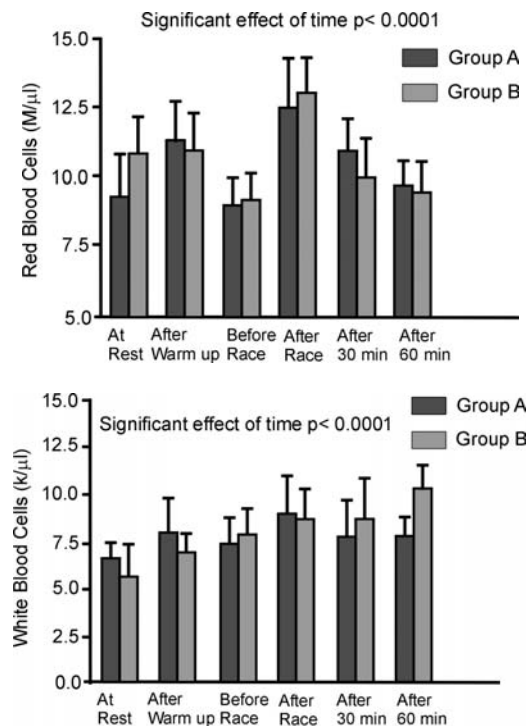 Significant effect of time p< 0.0001
Group A
Group B
Red Blood Cells (M/µl)
15.0
12.5
10.0
7.5
5.0
At
Rest
After
Warm up
Before
Race
After
Race
After
30 min
After
60 min
Significant effect of time p< 0.0001
Group A
Group B
White Blood Cells (k/µl)
15.0
12.5
10.0
7.5
5.0
2.5
0.0
At
Rest
After
Warm up
Before
Race
After
Race
After
30 min
After
60 min